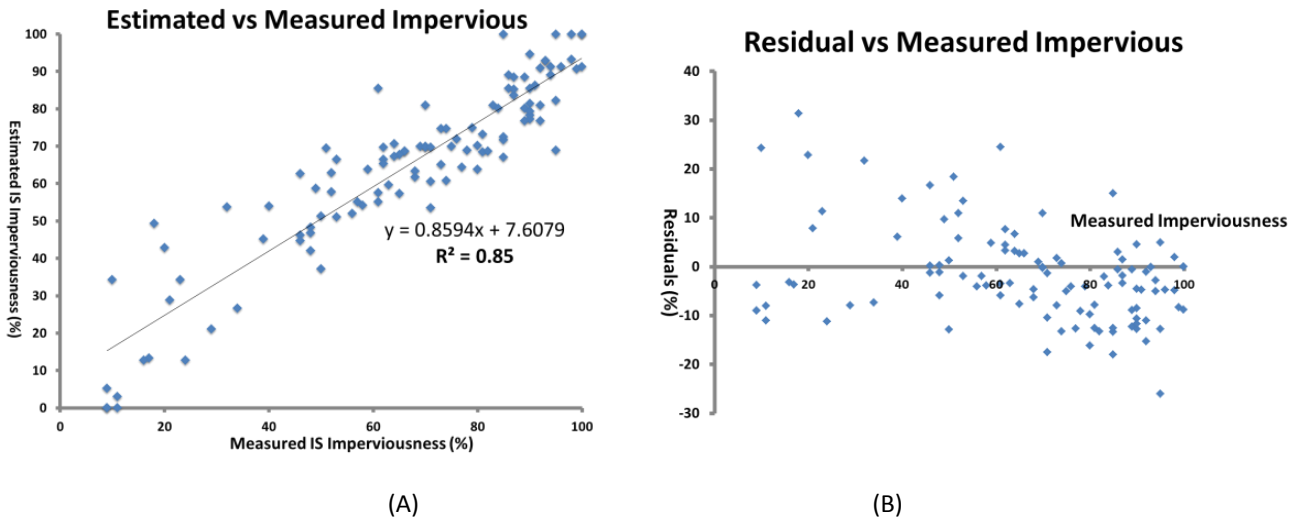 Estimated vs Measured Impervious
100
90
80
70
60
50
40
30
20
10
0
Estimated IS Imperviousness (%)
y = 0.8594x + 7.6079
R² = 0.85
0 20 40 60 80 100
Measured IS Imperviousness (%)
(A)
Residual vs Measured Impervious
40
30
20
10
0
-10
-20
-30
Residuals (%)
Measured Imperviousness
0 20 40 60 80 100
(B)